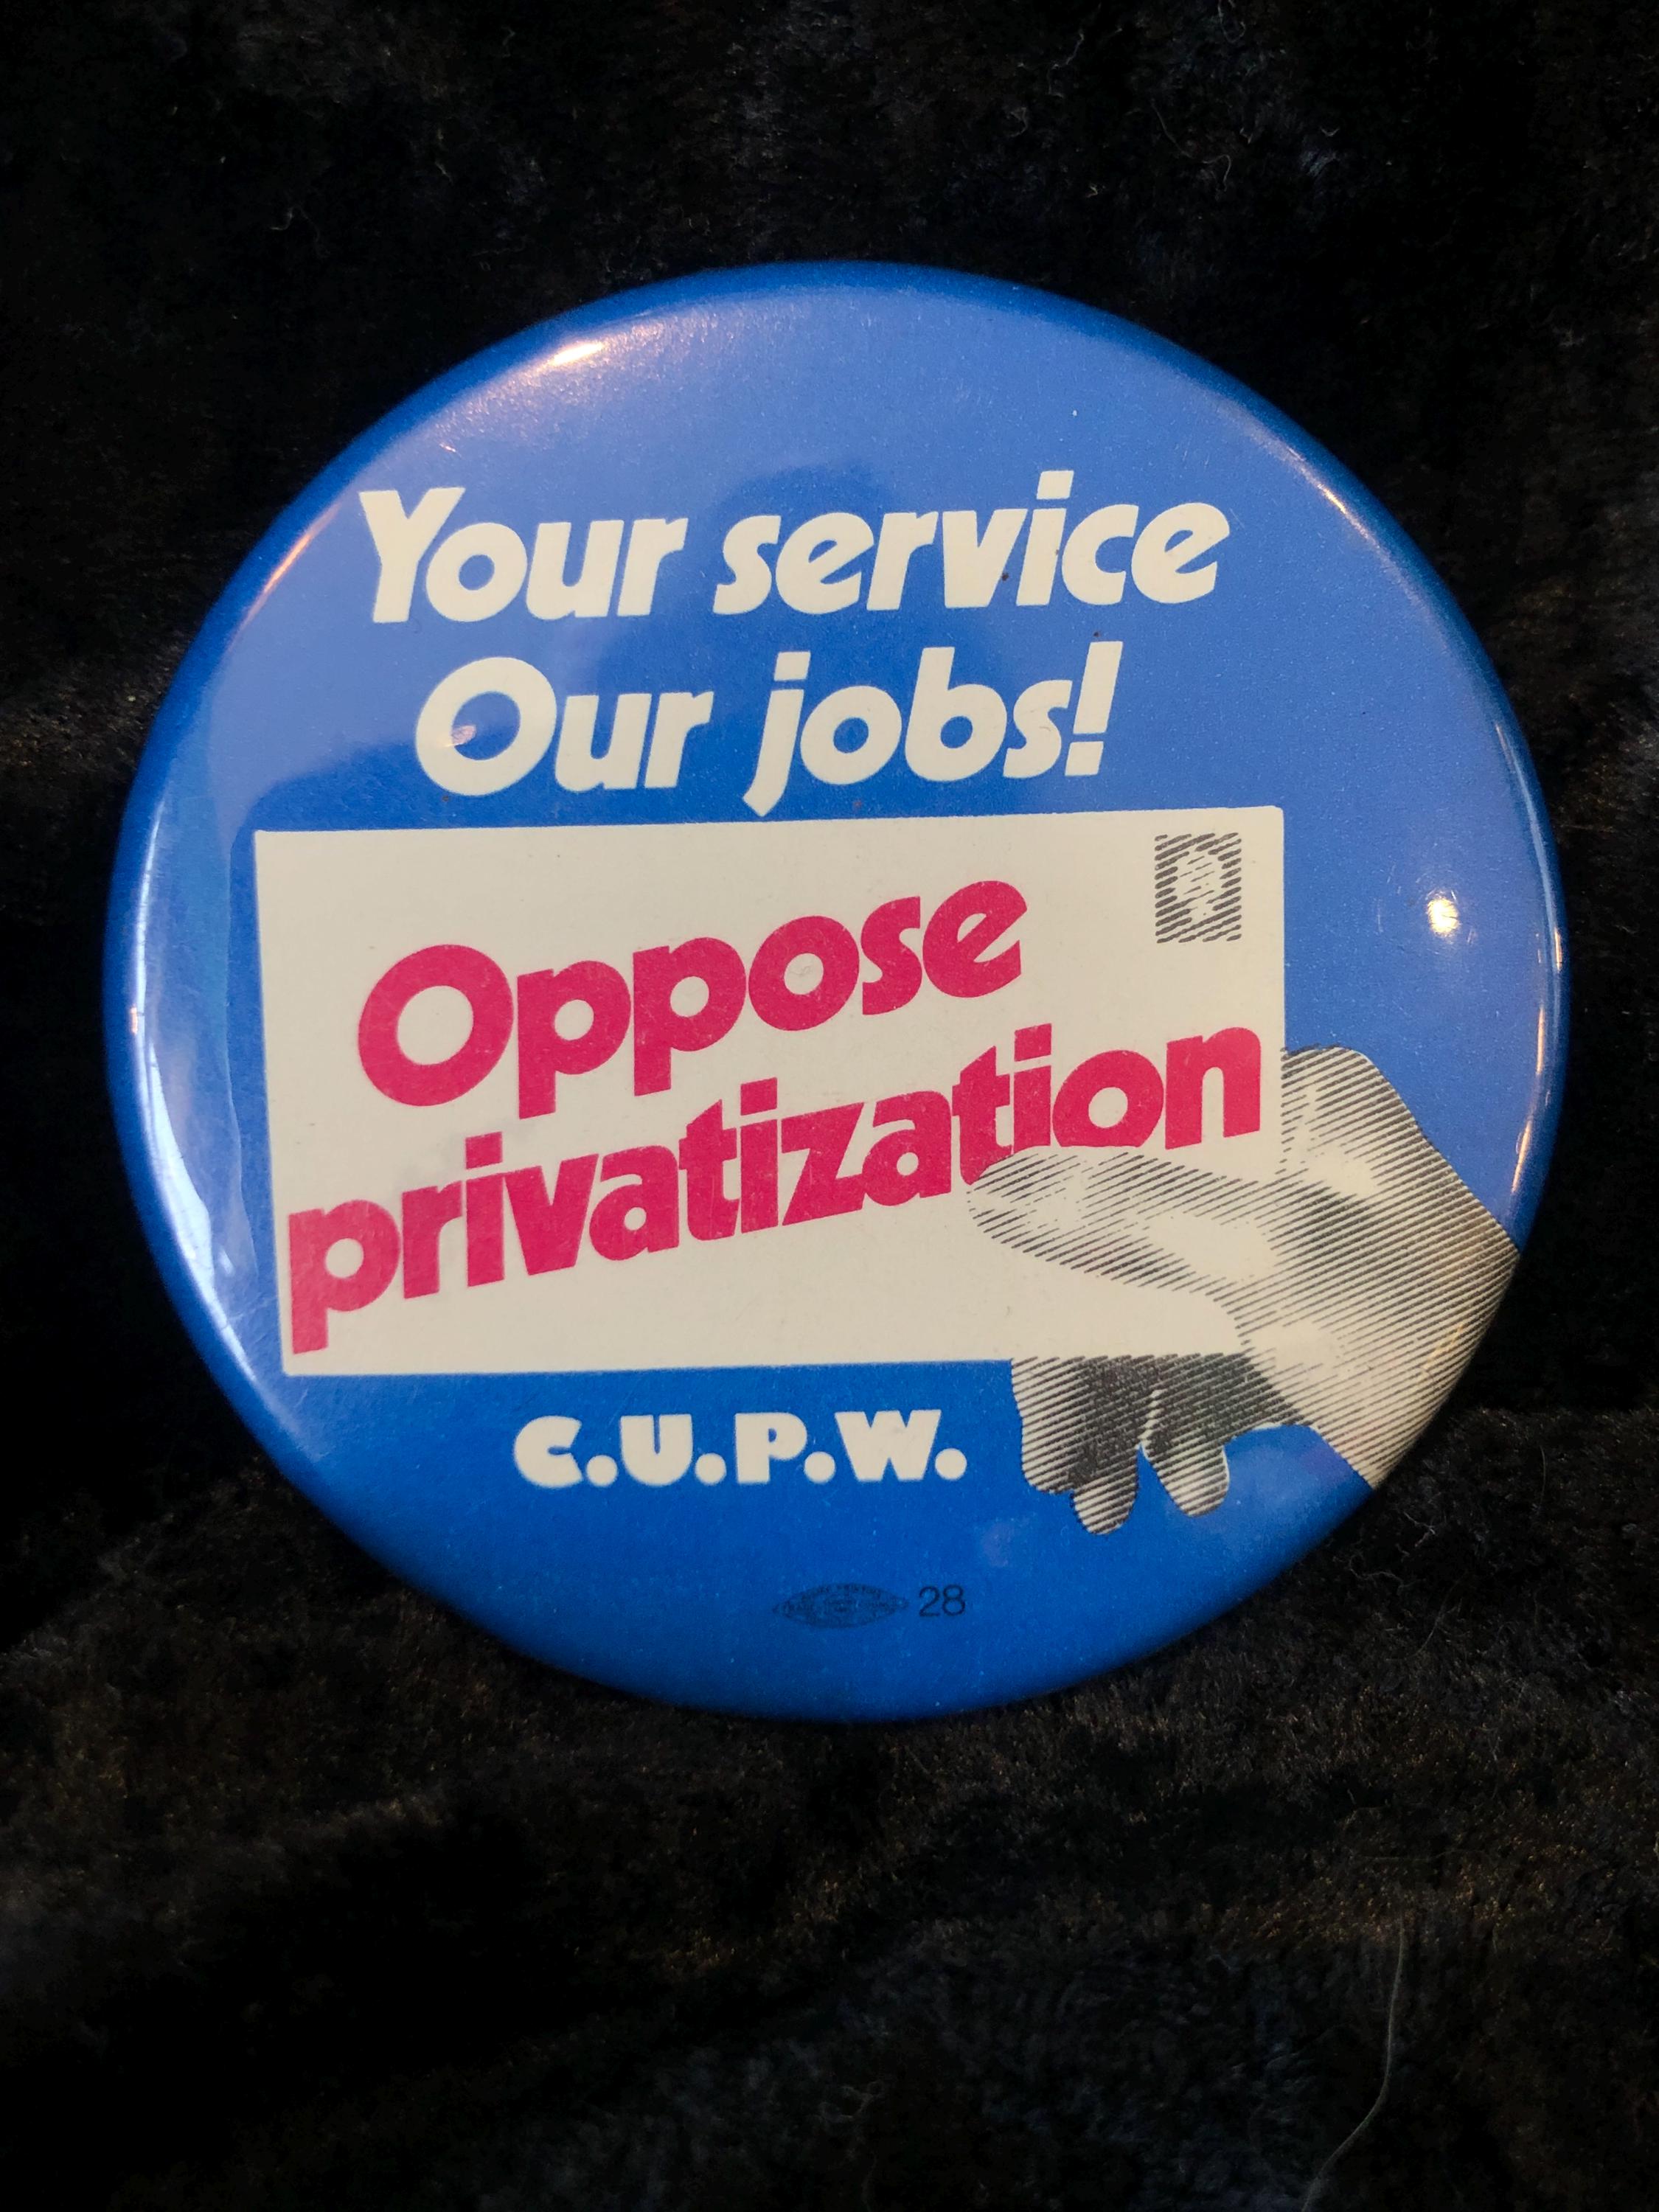 Your service
Our jobs!
Oppose
privatization
C.U.P.W.
28